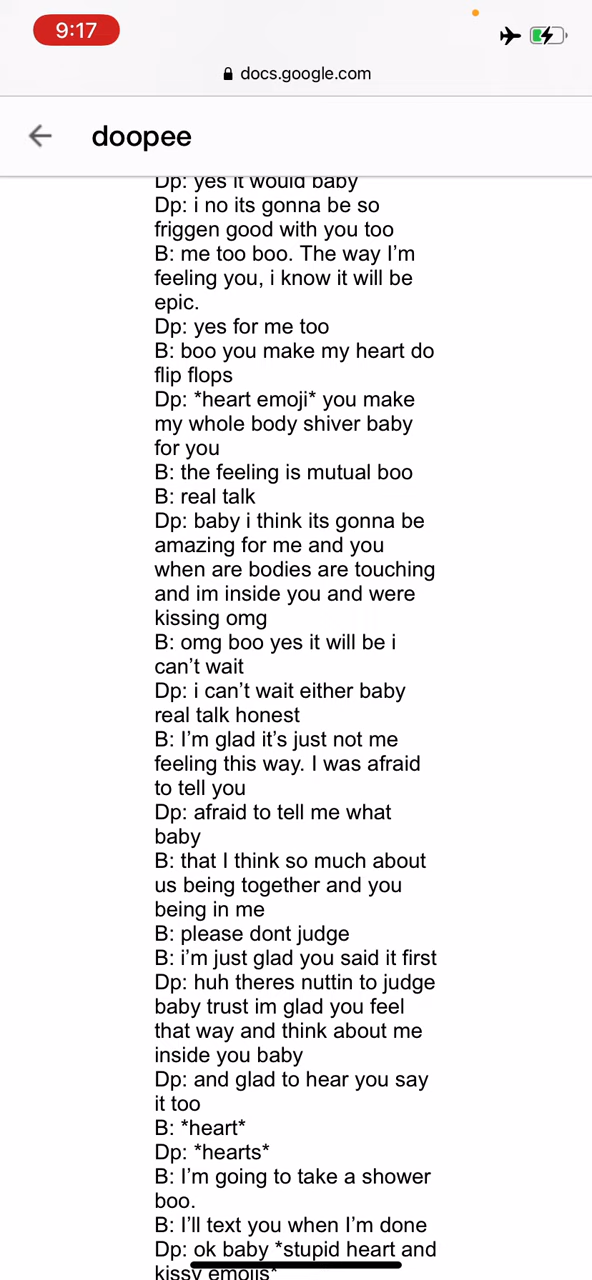 9:17
docs.google.com
doopee
Dp: yes it would baby
Dp: i no its gonna be so
friggen good with you too
B: me too boo. The way I’m
feeling you, i know it will be
epic.
Dp: yes for me too
B: boo you make my heart do
flip flops
Dp: *heart emoji* you make
my whole body shiver baby
for you
B: the feeling is mutual boo
B: real talk
Dp: baby i think its gonna be
amazing for me and you
when are bodies are touching
and im inside you and were
kissing omg
B: omg boo yes it will be i
can’t wait
Dp: i can’t wait either baby
real talk honest
B: I’m glad it’s just not me
feeling this way. I was afraid
to tell you
Dp: afraid to tell me what
baby
B: that I think so much about
us being together and you
being in me
B: please dont judge
B: i’m just glad you said it first
Dp: huh theres nuttin to judge
baby trust im glad you feel
that way and think about me
inside you baby
Dp: and glad to hear you say
it too
B: *heart*
Dp: *hearts*
B: I’m going to take a shower
boo.
B: I’ll text you when I’m done
Dp: ok baby *stupid heart and
kissy emojis*